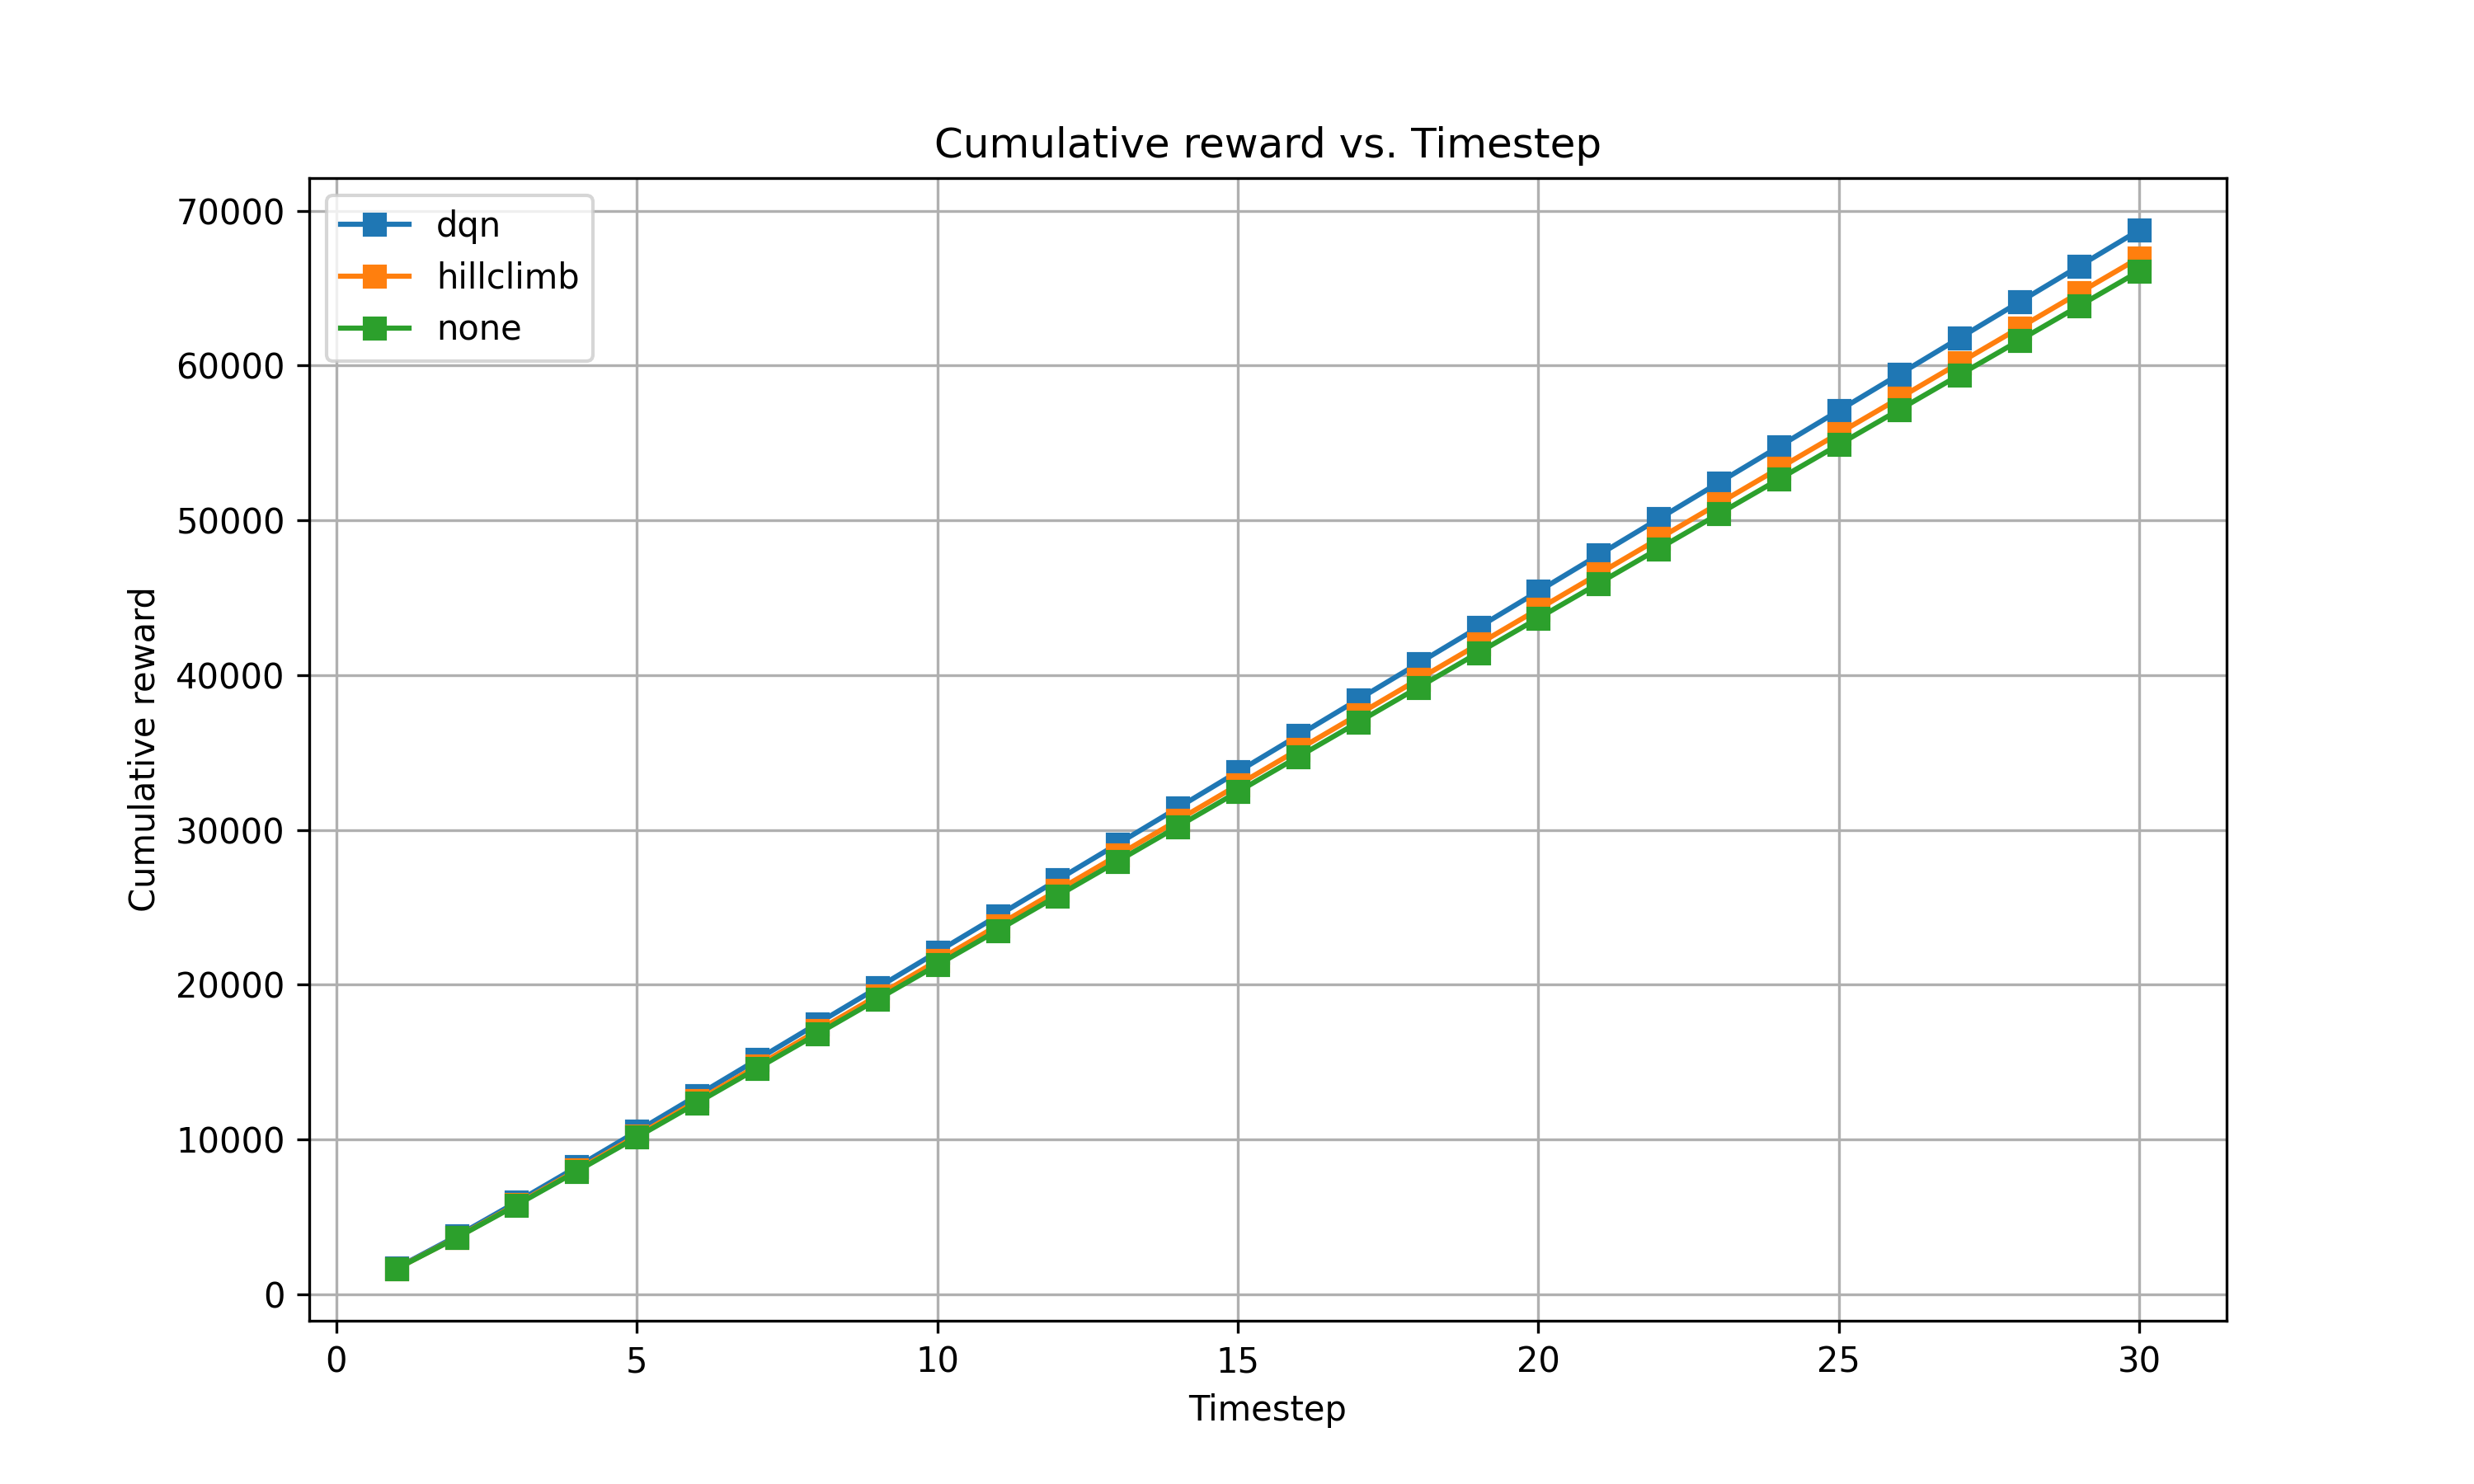 Cumulative reward vs. Timestep
dqn
hillclimb
none
70000
60000
50000
40000
30000
20000
10000
0
Cumulative reward
0 5 10 15 20 25 30
Timestep